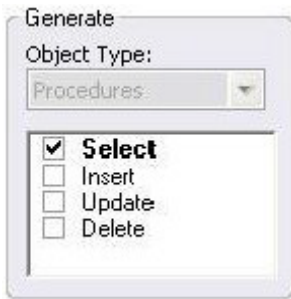 Generate
Object Type:
Procedures
Select
Insert
Update
Delete